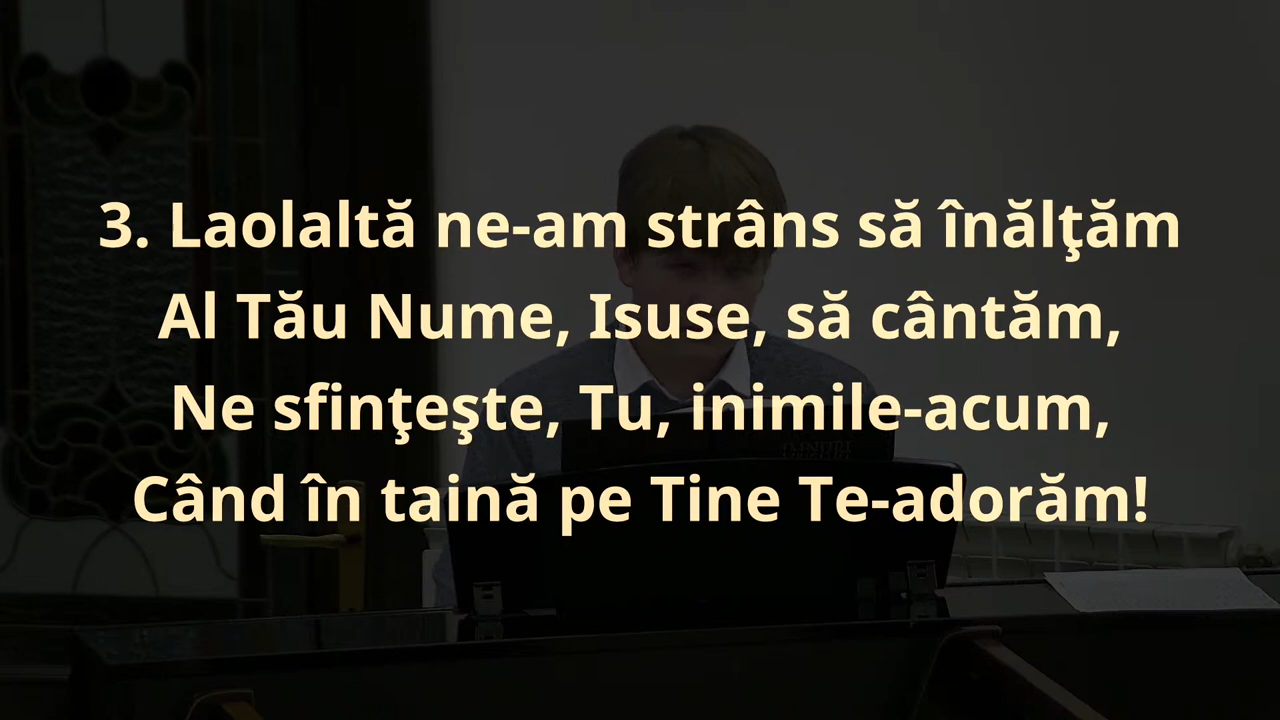 3. Laolaltă ne-am strâns să înălţăm
Al Tău Nume, Isuse, să cântăm,
Ne sfinţeşte, Tu, inimile-acum,
Când în taină pe Tine Te-adorăm!